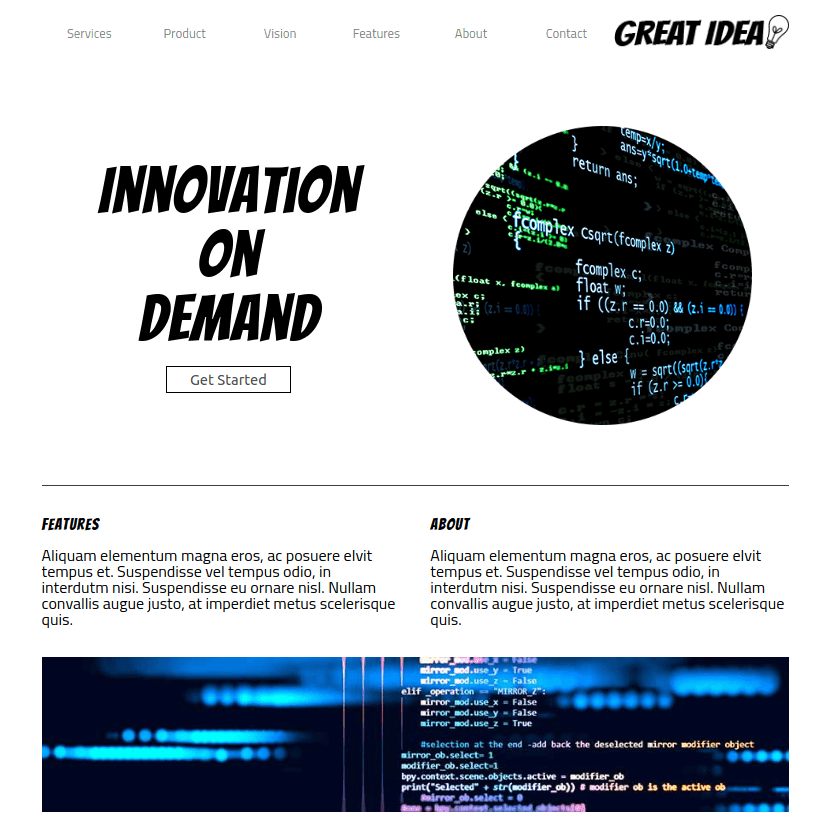 Services Product Vision Features About Contact GREAT IDEA
INNOVATION
ON
DEMAND
Get Started
temp=x/y;
}
return ans;
else {
fcomplex Csqrt(fcomplex z)
{
fcomplex c;
float w;
if ((z.r == 0.0) && (z.i == 0.0)) {
c.r=0.0;
c.i=0.0;
} else {
if (z.r >= 0.0){
FEATURES
Aliquam elementum magna eros, ac posuere elvit
tempus et. Suspendisse vel tempus odio, in
interdutm nisi. Suspendisse eu ornare nisl. Nullam
convallis augue justo, at imperdiet metus scelerisque
quis.
ABOUT
Aliquam elementum magna eros, ac posuere elvit
tempus et. Suspendisse vel tempus odio, in
interdutm nisi. Suspendisse eu ornare nisl. Nullam
convallis augue justo, at imperdiet metus scelerisque
quis.
mirror_mod.use_x = False
mirror_mod.use_y = True
mirror_mod.use_z = False
elif _operation == "MIRROR_Z":
mirror_mod.use_x = False
mirror_mod.use_y = False
mirror_mod.use_z = True
#selection at the end -add back the deselected mirror modifier object
mirror_ob.select= 1
modifier_ob.select=1
bpy.context.scene.objects.active = modifier_ob
print("Selected" + str(modifier_ob)) # modifier ob is the active ob
#mirror_ob.select = 0
= bpy.context.selected_objects[0]